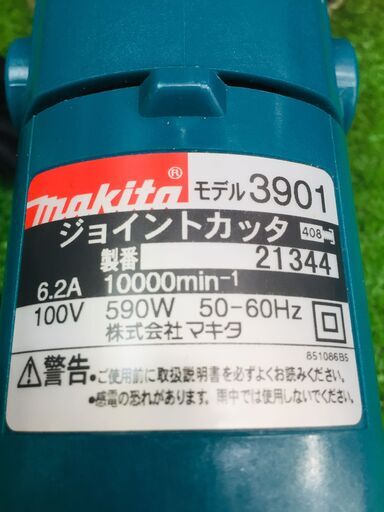 makita® モデル 3901
ジョイントカッタ 408
製番 21344
6.2A 10000min-1
100V 590W 50-60Hz
株式会社 マキタ
851086B5
⚠警告 ●ご使用前に取扱説明書を必ずよくお読みください。
●感電の恐れがあります。雨中では使用しないでください。